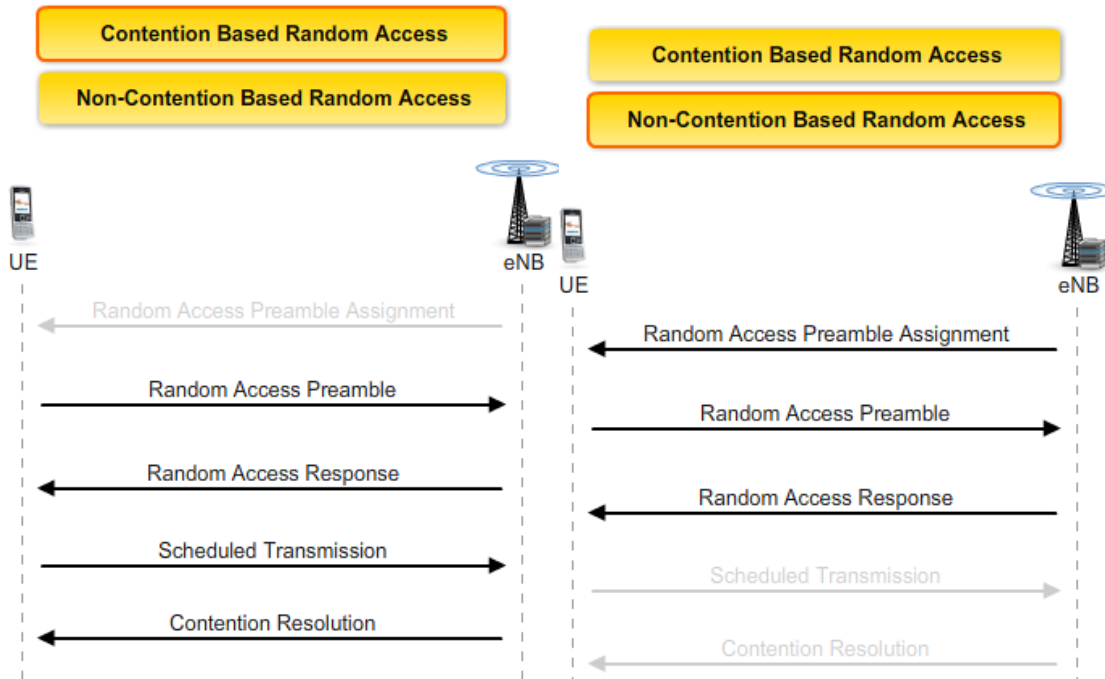 Contention Based Random Access
Non-Contention Based Random Access
UE
eNB
Random Access Preamble Assignment
Random Access Preamble
Random Access Response
Scheduled Transmission
Contention Resolution
Contention Based Random Access
Non-Contention Based Random Access
UE
eNB
Random Access Preamble Assignment
Random Access Preamble
Random Access Response
Scheduled Transmission
Contention Resolution